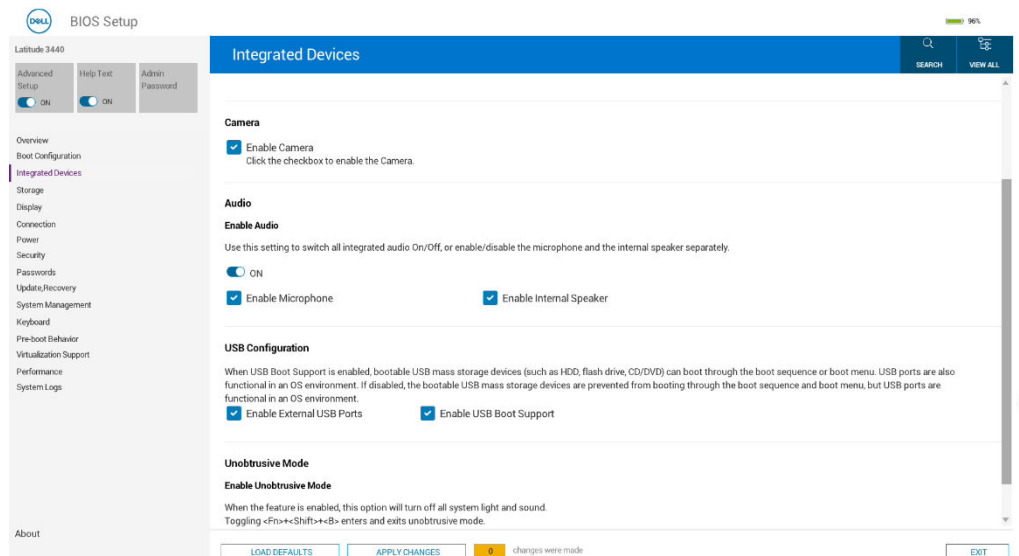 DELL
BIOS Setup
96%
Latitude 3440
Advanced Setup
ON
Help Text
ON
Admin Password
Overview
Boot Configuration
Integrated Devices
Storage
Display
Connection
Power
Security
Passwords
Update,Recovery
System Management
Keyboard
Pre-boot Behavior
Virtualization Support
Performance
System Logs
About
Integrated Devices
SEARCH
VIEW ALL
Camera
Enable Camera
Click the checkbox to enable the Camera.
Audio
Enable Audio
Use this setting to switch all integrated audio On/Off, or enable/disable the microphone and the internal speaker separately.
ON
Enable Microphone
Enable Internal Speaker
USB Configuration
When USB Boot Support is enabled, bootable USB mass storage devices (such as HDD, flash drive, CD/DVD) can boot through the boot sequence or boot menu. USB ports are also
functional in an OS environment. If disabled, the bootable USB mass storage devices are prevented from booting through the boot sequence and boot menu, but USB ports are
functional in an OS environment.
Enable External USB Ports
Enable USB Boot Support
Unobtrusive Mode
Enable Unobtrusive Mode
When the feature is enabled, this option will turn off all system light and sound.
Toggling <Fn>+<Shift>+<B> enters and exits unobtrusive mode.
LOAD DEFAULTS
APPLY CHANGES
0
changes were made
EXIT